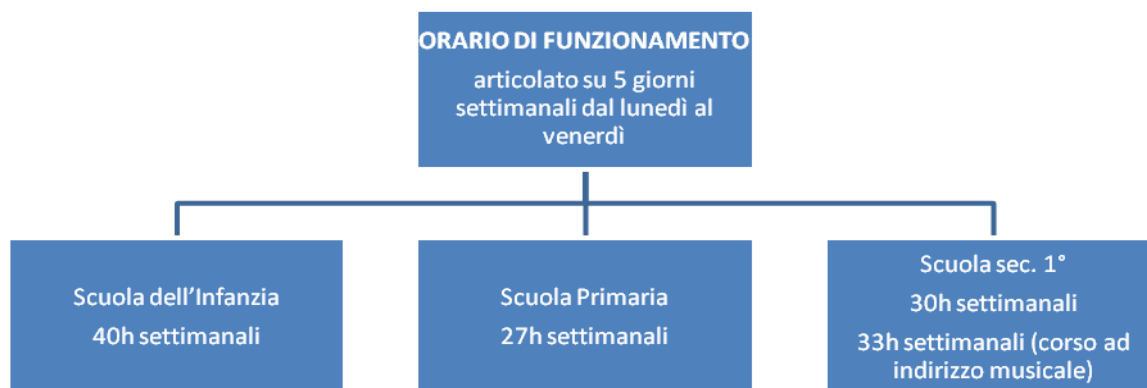 ORARIO DI FUNZIONAMENTO
articolato su 5 giorni
settimanali dal lunedì al
venerdì
Scuola dell'Infanzia
40h settimanali
Scuola Primaria
27h settimanali
Scuola sec. 1°
30h settimanali
33h settimanali (corso ad
indirizzo musicale)